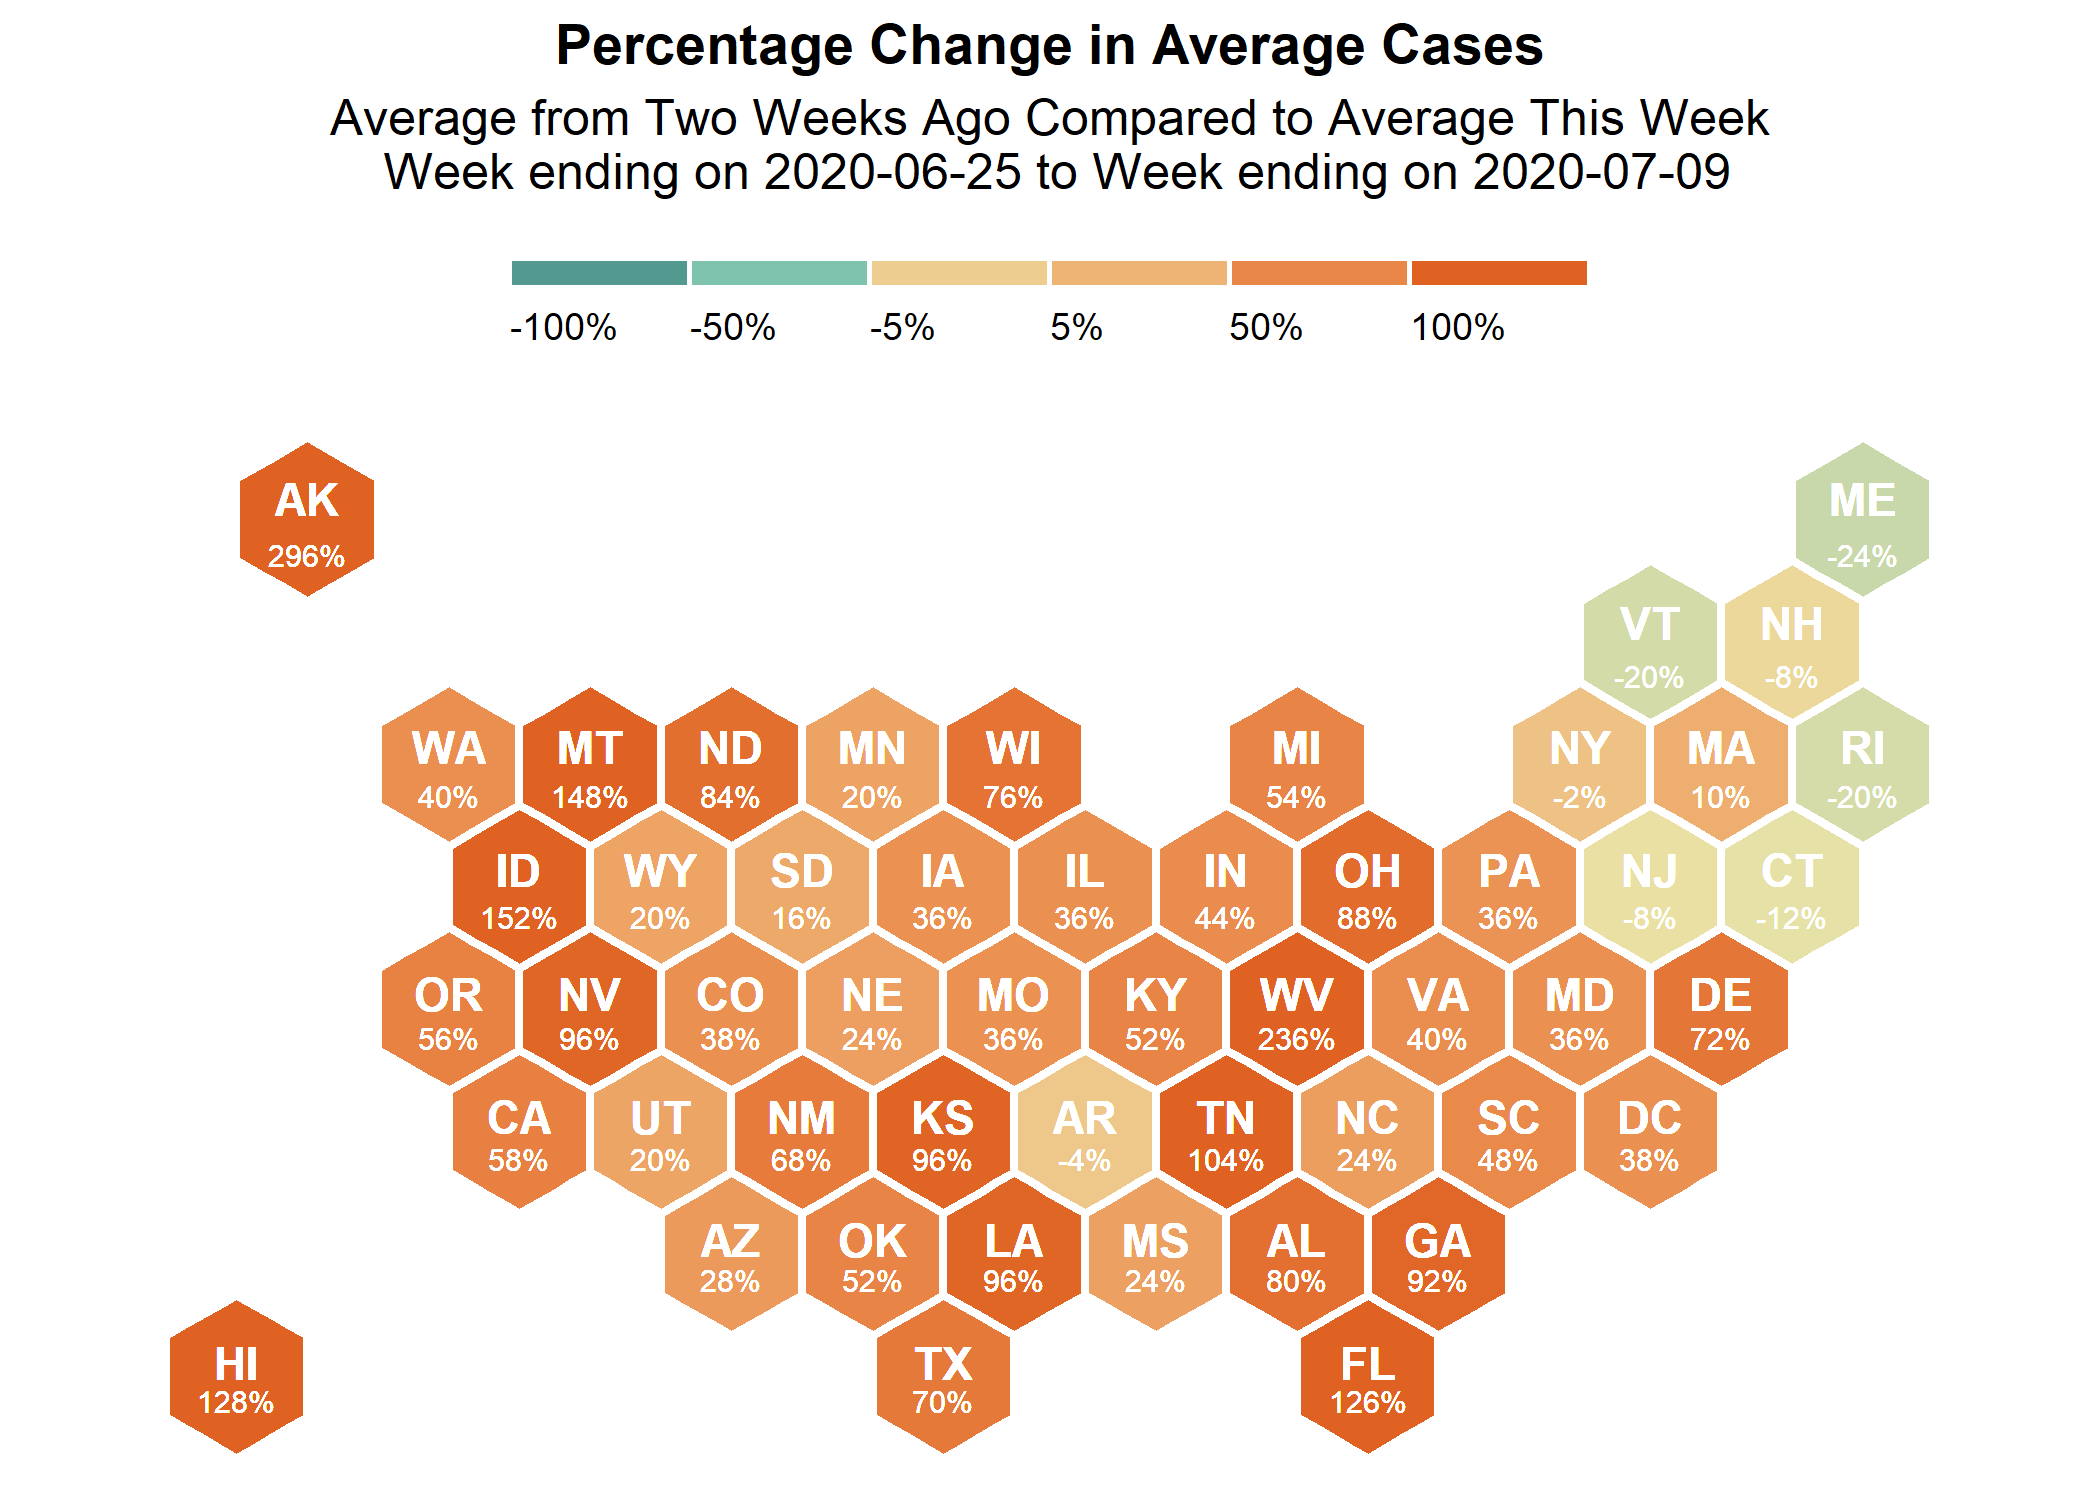 Percentage Change in Average Cases
Average from Two Weeks Ago Compared to Average This Week
Week ending on 2020-06-25 to Week ending on 2020-07-09
-100% -50% -5% 5% 50% 100%
AK ME
296% -24%
VT NH
-20% -8%
WA MT ND MN WI MI NY MA RI
40% 148% 84% 20% 76% 54% -2% 10% -20%
ID WY SD IA IL IN OH PA NJ CT
152% 20% 16% 36% 36% 44% 88% 36% -8% -12%
OR NV CO NE MO KY WV VA MD DE
56% 96% 38% 24% 36% 52% 236% 40% 36% 72%
CA UT NM KS AR TN NC SC DC
58% 20% 68% 96% -4% 104% 24% 48% 38%
AZ OK LA MS AL GA
28% 52% 96% 24% 80% 92%
HI TX FL
128% 70% 126%